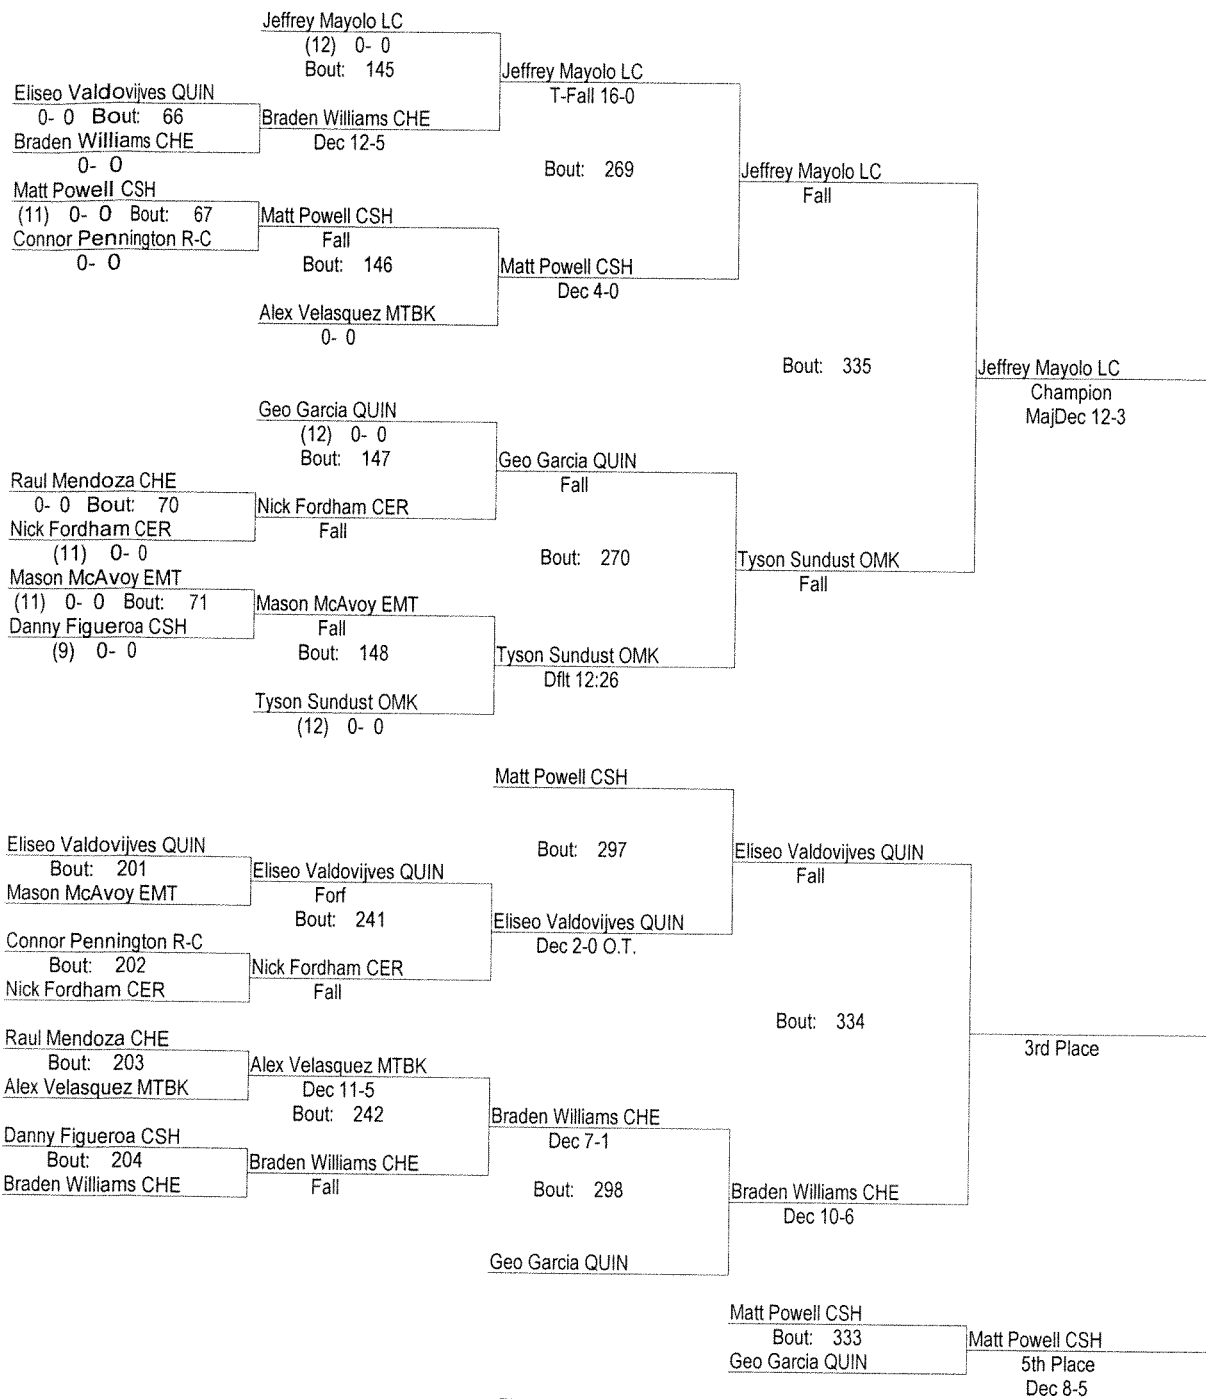 Jeffrey Mayolo LC
(12) 0- 0
Bout: 145
Eliseo Valdovijves QUIN
0- 0 Bout: 66
Braden Williams CHE
0- 0
Braden Williams CHE
Dec 12-5
Jeffrey Mayolo LC
T-Fall 16-0
Matt Powell CSH
(11) 0- 0 Bout: 67
Connor Pennington R-C
0- 0
Matt Powell CSH
Fall
Bout: 146
Alex Velasquez MTBK
0- 0
Matt Powell CSH
Dec 4-0
Bout: 269
Jeffrey Mayolo LC
Fall
Geo Garcia QUIN
(12) 0- 0
Bout: 147
Raul Mendoza CHE
0- 0 Bout: 70
Nick Fordham CER
(11) 0- 0
Nick Fordham CER
Fall
Geo Garcia QUIN
Fall
Mason McAvoy EMT
(11) 0- 0 Bout: 71
Danny Figueroa CSH
(9) 0- 0
Mason McAvoy EMT
Fall
Bout: 148
Tyson Sundust OMK
(12) 0- 0
Tyson Sundust OMK
Dflt 12:26
Bout: 270
Tyson Sundust OMK
Fall
Bout: 335
Jeffrey Mayolo LC
Champion
MajDec 12-3
Matt Powell CSH
Bout: 297
Eliseo Valdovijves QUIN
Bout: 201
Mason McAvoy EMT
Eliseo Valdovijves QUIN
Forf
Bout: 241
Connor Pennington R-C
Bout: 202
Nick Fordham CER
Nick Fordham CER
Fall
Eliseo Valdovijves QUIN
Dec 2-0 O.T.
Eliseo Valdovijves QUIN
Fall
Raul Mendoza CHE
Bout: 203
Alex Velasquez MTBK
Alex Velasquez MTBK
Dec 11-5
Bout: 242
Danny Figueroa CSH
Bout: 204
Braden Williams CHE
Braden Williams CHE
Fall
Braden Williams CHE
Dec 7-1
Bout: 298
Geo Garcia QUIN
Braden Williams CHE
Dec 10-6
Bout: 334
3rd Place
Matt Powell CSH
Bout: 333
Geo Garcia QUIN
Matt Powell CSH
5th Place
Dec 8-5